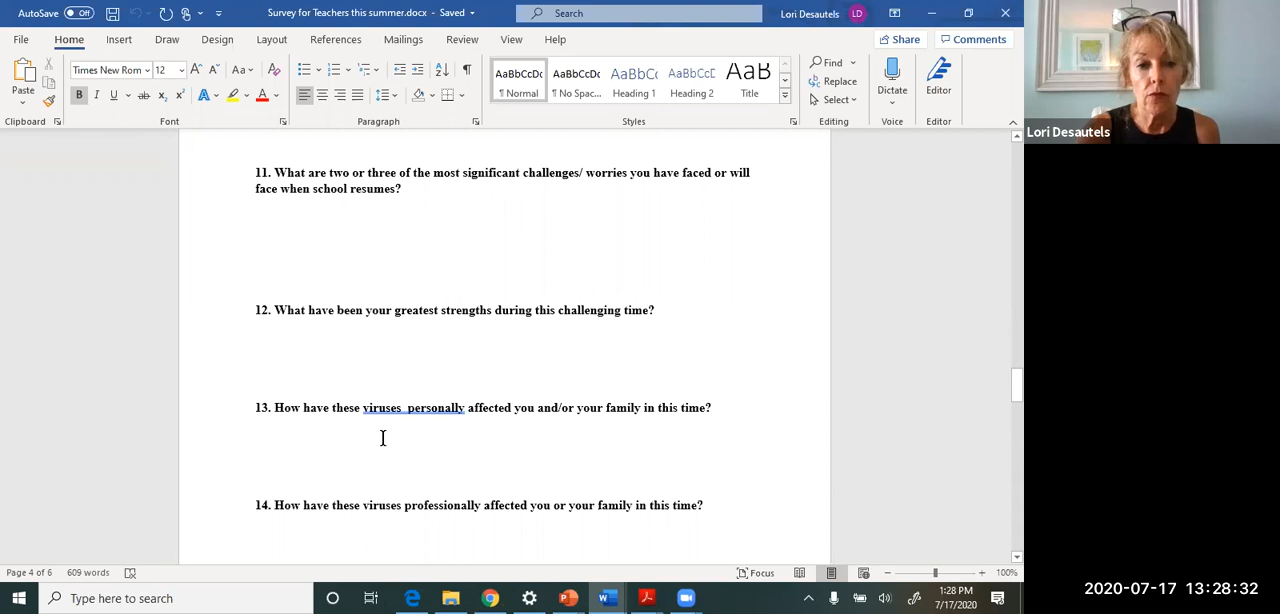 AutoSave Off Survey for Teachers this summer.docx - Saved Search Lori Desautels LD
File Home Insert Draw Design Layout References Mailings Review View Help Share Comments
Paste Times New Rom 12 Aa AaBbCcDc AaBbCcDc AaBbCc AaBbCcE AaB Find
¶ Normal ¶ No Spac... Heading 1 Heading 2 Title Replace Select Dictate Editor
Clipboard Font Paragraph Styles Editing Voice Editor
11. What are two or three of the most significant challenges/ worries you have faced or will
face when school resumes?
12. What have been your greatest strengths during this challenging time?
13. How have these viruses  personally affected you and/or your family in this time?
14. How have these viruses professionally affected you or your family in this time?
Page 4 of 6 609 words Focus 100%
Type here to search 1:28 PM
7/17/2020
Lori Desautels
2020-07-17 13:28:32